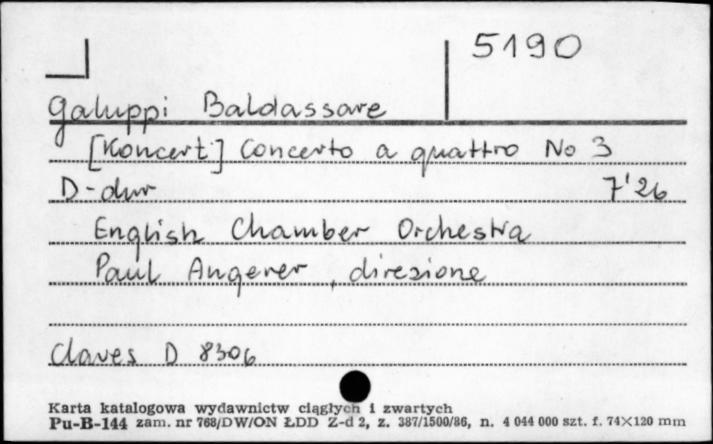 5190
Galuppi Baldassare
[Koncert] Concerto a quattro No 3
D-dur 7'26
English Chamber Orchestra
Paul Angerer, direzione
Claves D 8306
Karta katalogowa wydawnictw ciągłych i zwartych
Pu-B-144 zam. nr 768/DW/ON ŁDD Z-d 2, z. 387/1500/86, n. 4 044 000 szt. f. 74×120 mm